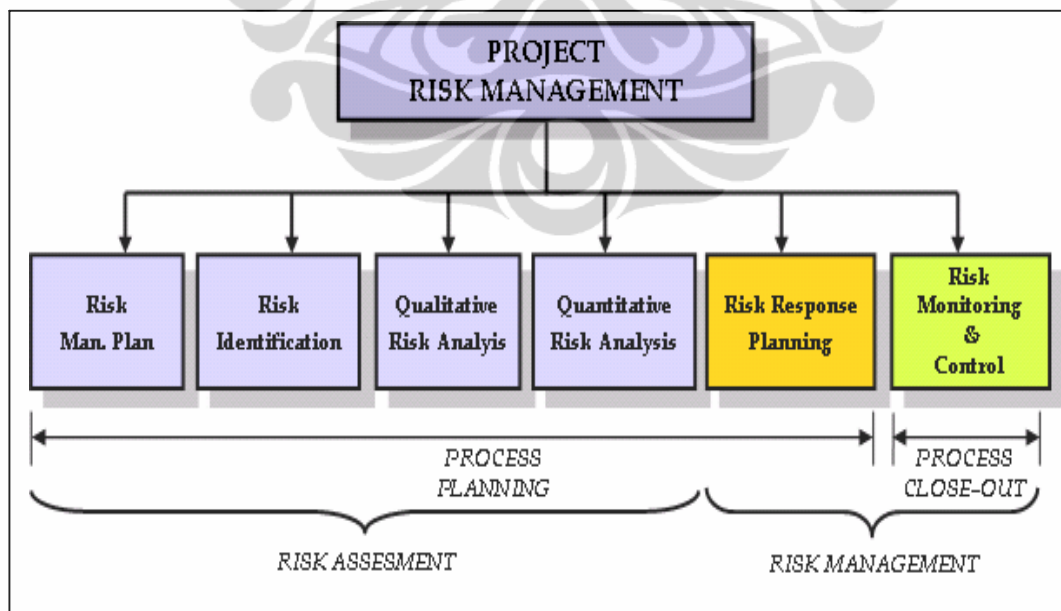 PROJECT
RISK MANAGEMENT
Risk
Man. Plan
Risk
Identification
Qualitative
Risk Analyis
Quantitative
Risk Analysis
Risk Response
Planning
Risk
Monitoring
&
Control
PROCESS
PLANNING
PROCESS
CLOSE-OUT
RISK ASSESMENT
RISK MANAGEMENT